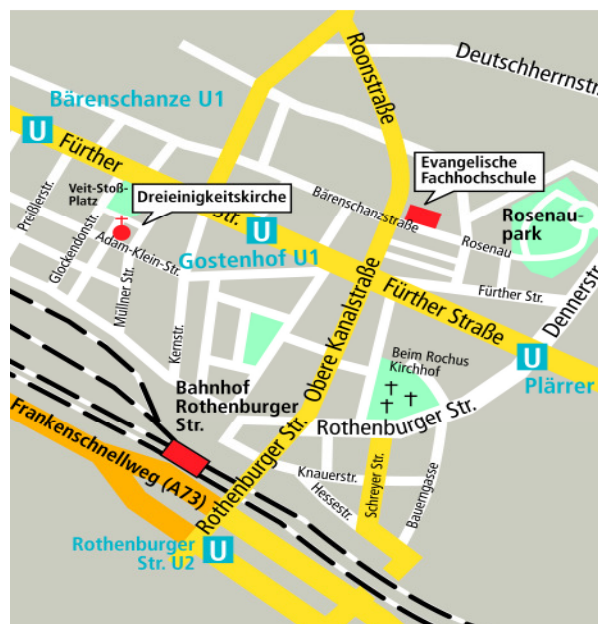 Roonstraße
Deutschherrnstr.
Bärenschanze U1
U
Fürther
Str.
Evangelische
Fachhochschule
Veit-Stoß-
Platz
Dreieinigkeitskirche
Bärenschanzstraße
Preißlerstr.
Rosenau-
park
Rosenau
Glockendonstr.
Adam-Klein-Str.
U
Gostenhof U1
Müllner Str.
Fürther Str.
Fürther Straße
Dennerstr.
Obere Kanalstraße
Kernstr.
U
Plärrer
Beim Rochus
Kirchhof
Bahnhof
Rothenburger
Str.
Rothenburger Str.
Frankenschnellweg (A73)
Rothenburger Str.
Knauerstr.
Hessestr.
Schreyer Str.
Bauerngasse
Rothenburger
Str. U2
U